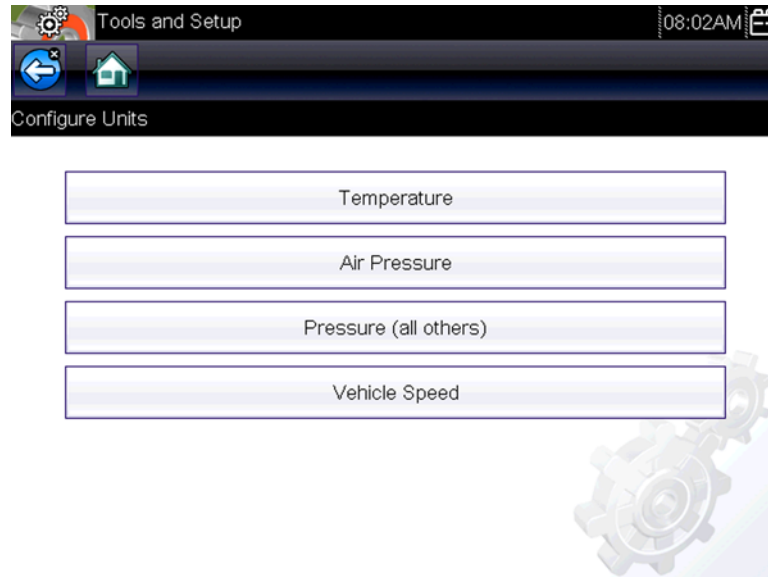 Tools and Setup
08:02AM
Configure Units
Temperature
Air Pressure
Pressure (all others)
Vehicle Speed